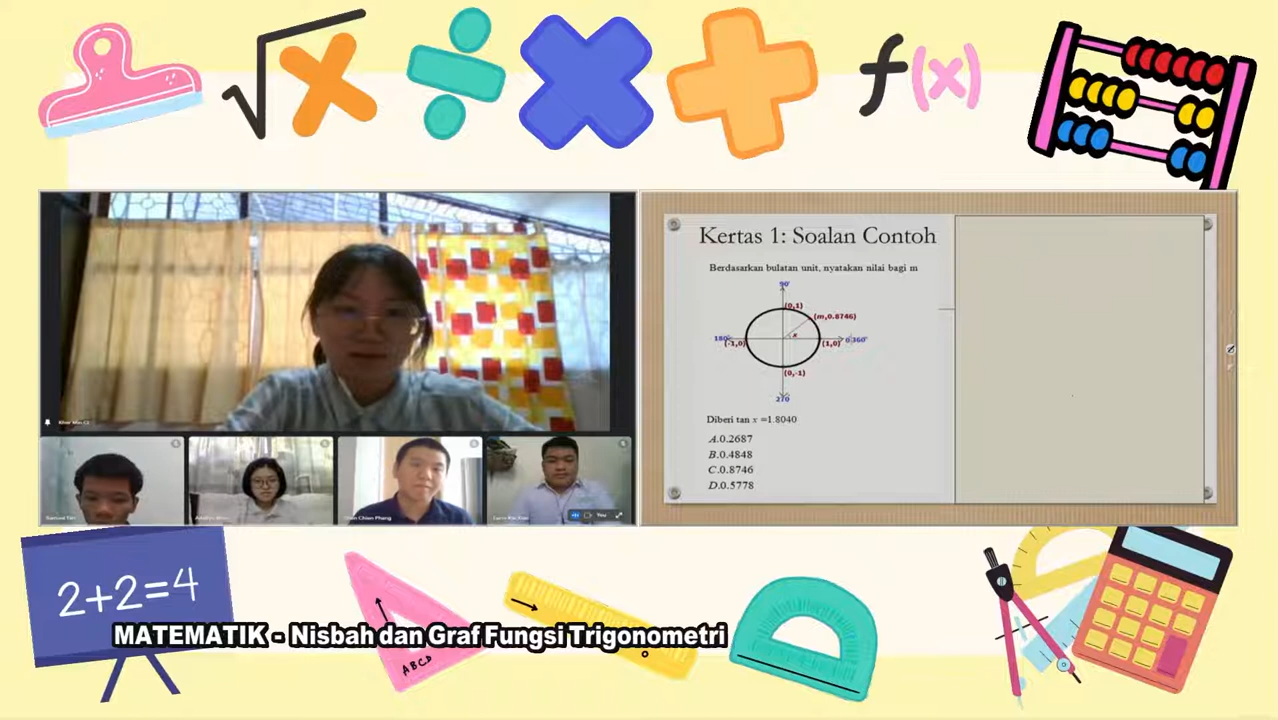 √x
f(x)
Kertas 1: Soalan Contoh
Berdasarkan bulatan unit, nyatakan nilai bagi m
90°
(0,1)
(m,0.8746)
x
180°
(-1,0)
(1,0)
0,360°
(0,-1)
270
Diberi tan x =1.8040
A.0.2687
B.0.4848
C.0.8746
D.0.5778
You
2+2=4
ABCD
MATEMATIK - Nisbah dan Graf Fungsi Trigonometri